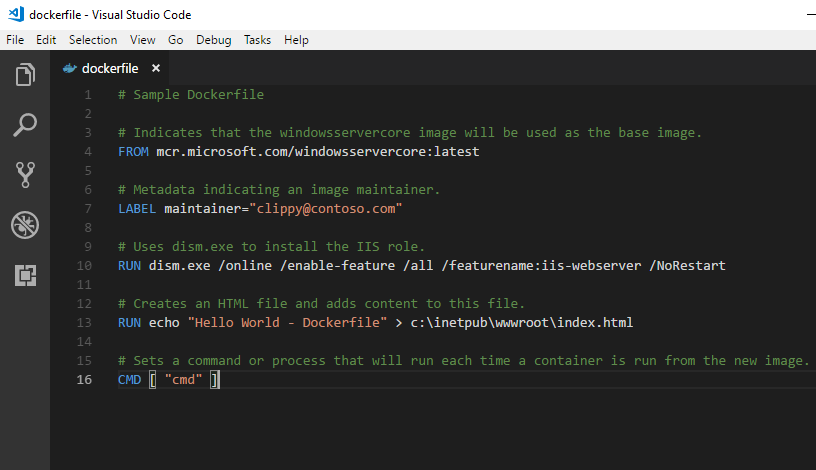 dockerfile - Visual Studio Code
File Edit Selection View Go Debug Tasks Help
dockerfile ×
1 # Sample Dockerfile
2
3 # Indicates that the windowsservercore image will be used as the base image.
4 FROM mcr.microsoft.com/windowsservercore:latest
5
6 # Metadata indicating an image maintainer.
7 LABEL maintainer="clippy@contoso.com"
8
9 # Uses dism.exe to install the IIS role.
10 RUN dism.exe /online /enable-feature /all /featurename:iis-webserver /NoRestart
11
12 # Creates an HTML file and adds content to this file.
13 RUN echo "Hello World - Dockerfile" > c:\inetpub\wwwroot\index.html
14
15 # Sets a command or process that will run each time a container is run from the new image.
16 CMD [ "cmd" ]